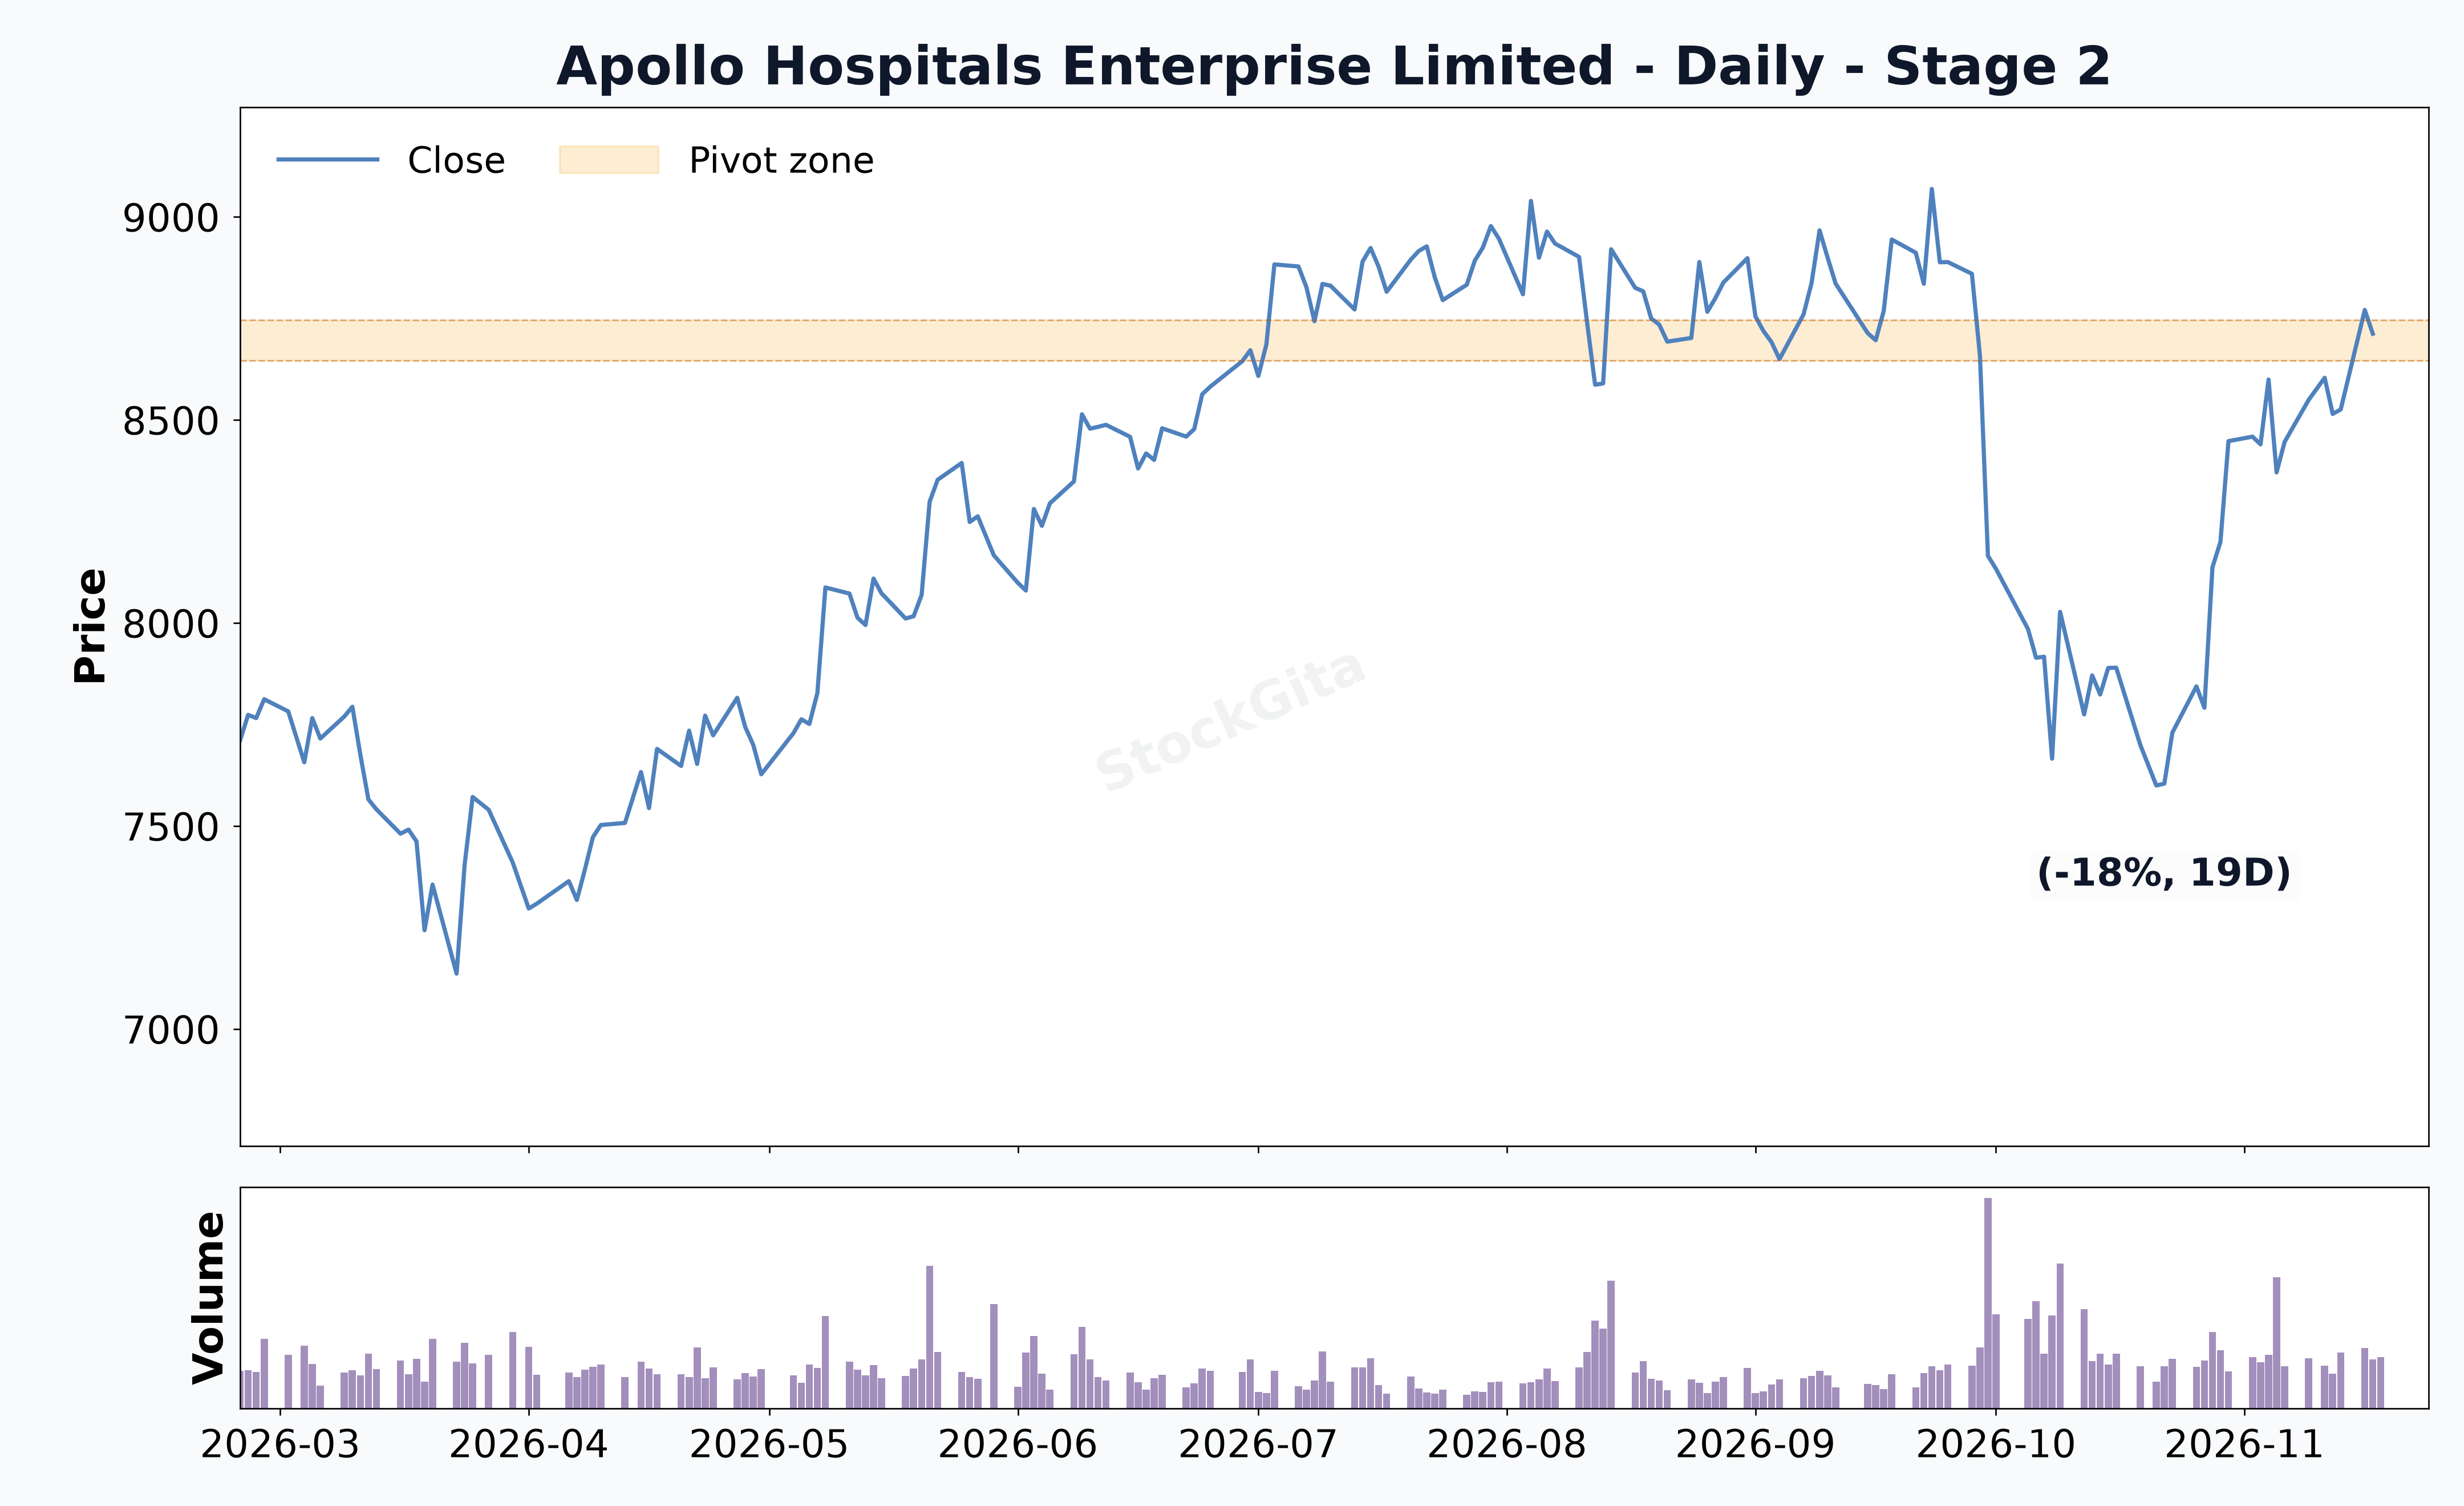 Apollo Hospitals Enterprise Limited - Daily - Stage 2
Close
Pivot zone
9000
8500
8000
7500
7000
Price
StockGita
(-18%, 19D)
Volume
2026-03
2026-04
2026-05
2026-06
2026-07
2026-08
2026-09
2026-10
2026-11